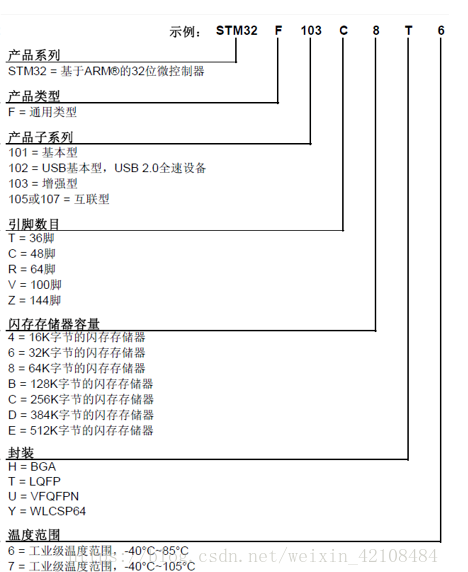 示例: STM32 F 103 C 8 T 6
产品系列
STM32 = 基于ARM®的32位微控制器
产品类型
F = 通用类型
产品子系列
101 = 基本型
102 = USB基本型，USB 2.0全速设备
103 = 增强型
105或107 = 互联型
引脚数目
T = 36脚
C = 48脚
R = 64脚
V = 100脚
Z = 144脚
闪存存储器容量
4 = 16K字节的闪存存储器
6 = 32K字节的闪存存储器
8 = 64K字节的闪存存储器
B = 128K字节的闪存存储器
C = 256K字节的闪存存储器
D = 384K字节的闪存存储器
E = 512K字节的闪存存储器
封装
H = BGA
T = LQFP
U = VFQFPN
Y = WLCSP64
温度范围
6 = 工业级温度范围，-40°C~85°C
https://blog.csdn.net/weixin_42108484
7 = 工业级温度范围，-40°C~105°C